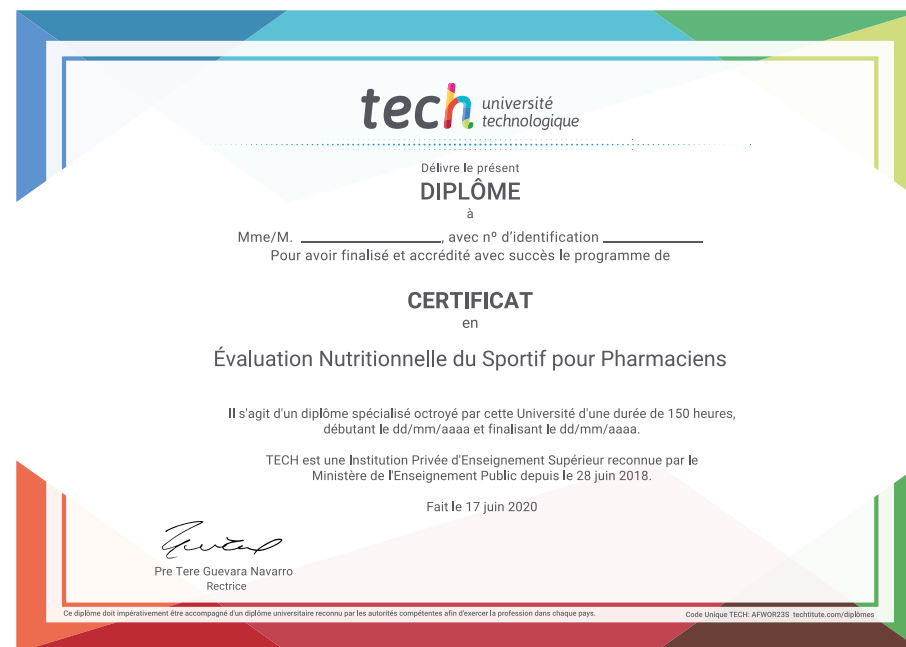 tech université
technologique
Délivre le présent
DIPLÔME
à
Mme/M. ____________________, avec nº d'identification ______________
Pour avoir finalisé et accrédité avec succès le programme de
CERTIFICAT
en
Évaluation Nutritionnelle du Sportif pour Pharmaciens
Il s'agit d'un diplôme spécialisé octroyé par cette Université d'une durée de 150 heures,
débutant le dd/mm/aaaa et finalisant le dd/mm/aaaa.
TECH est une Institution Privée d'Enseignement Supérieur reconnue par le
Ministère de l'Enseignement Public depuis le 28 juin 2018.
Fait le 17 juin 2020
Pre Tere Guevara Navarro
Rectrice
Ce diplôme doit impérativement être accompagné d'un diplôme universitaire reconnu par les autorités compétentes afin d'exercer la profession dans chaque pays.
Code Unique TECH: AFWOR23S techtitute.com/diplômes